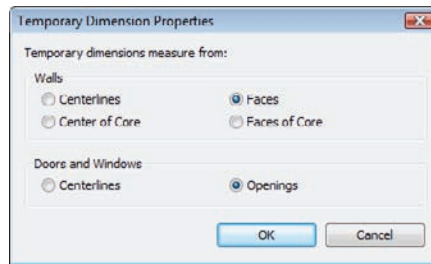 Temporary Dimension Properties
Temporary dimensions measure from:
Walls
Centerlines Faces
Center of Core Faces of Core
Doors and Windows
Centerlines Openings
OK Cancel